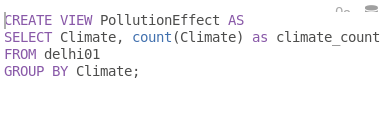 CREATE VIEW PollutionEffect AS
SELECT Climate, count(Climate) as climate_count
FROM delhi01
GROUP BY Climate;